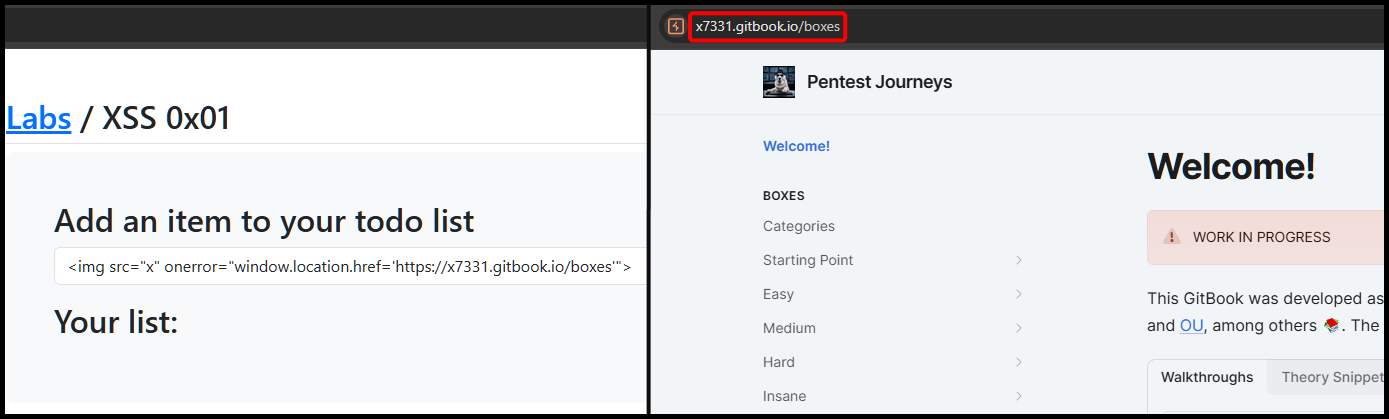 Labs / XSS 0x01
Add an item to your todo list
<img src="x" onerror="window.location.href='https://x7331.gitbook.io/boxes'">
Your list:
x7331.gitbook.io/boxes
Pentest Journeys
Welcome!
BOXES
Categories
Starting Point
Easy
Medium
Hard
Insane
Welcome!
WORK IN PROGRESS
This GitBook was developed as
and OU, among others 📚. The
Walkthroughs Theory Snippet